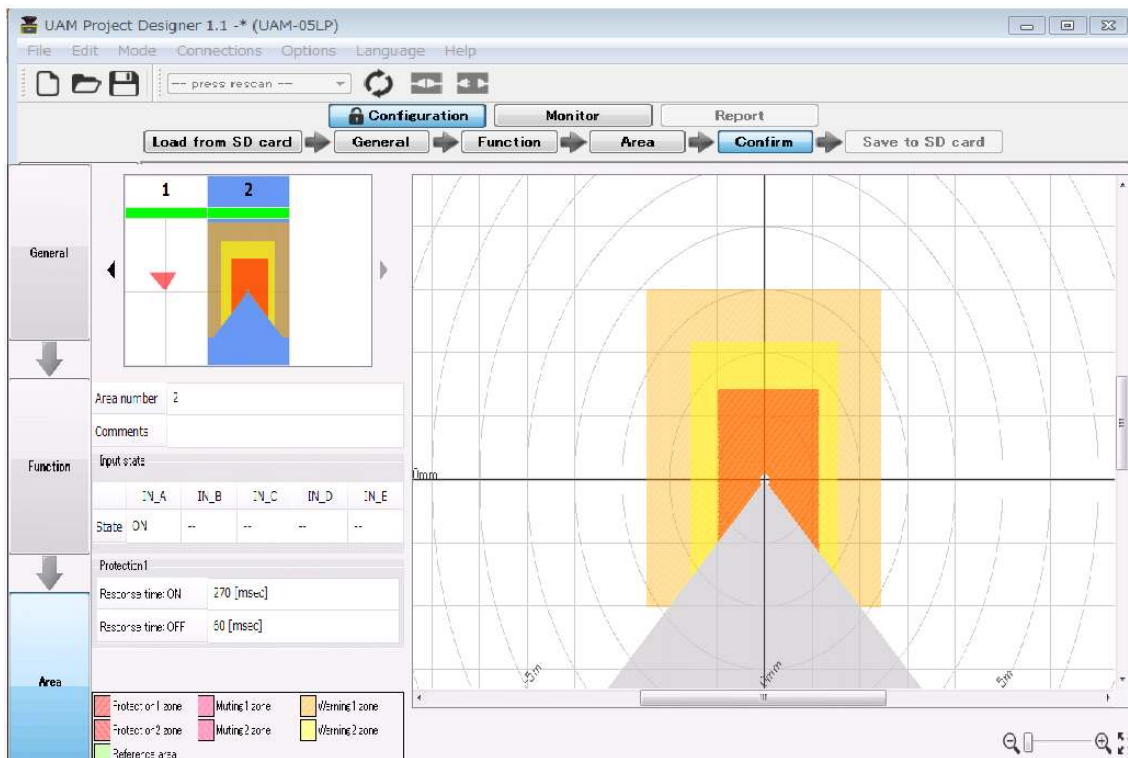 UAM Project Designer 1.1 -* (UAM-05LP)
File Edit Mode Connections Options Language Help
-- press rescan --
Configuration Monitor Report
Load from SD card General Function Area Confirm Save to SD card
1 2
General
Area number 2
Comments
Function
Input state
IN_A IN_B IN_C IN_D IN_E
State ON -- -- -- --
Protection1
Response time: ON 270 [msec]
Response time: OFF 60 [msec]
Area
0mm
-5m 0mm 5m
Protection1 zone Muting1 zone Warning1 zone
Protection2 zone Muting2 zone Warning2 zone
Reference area